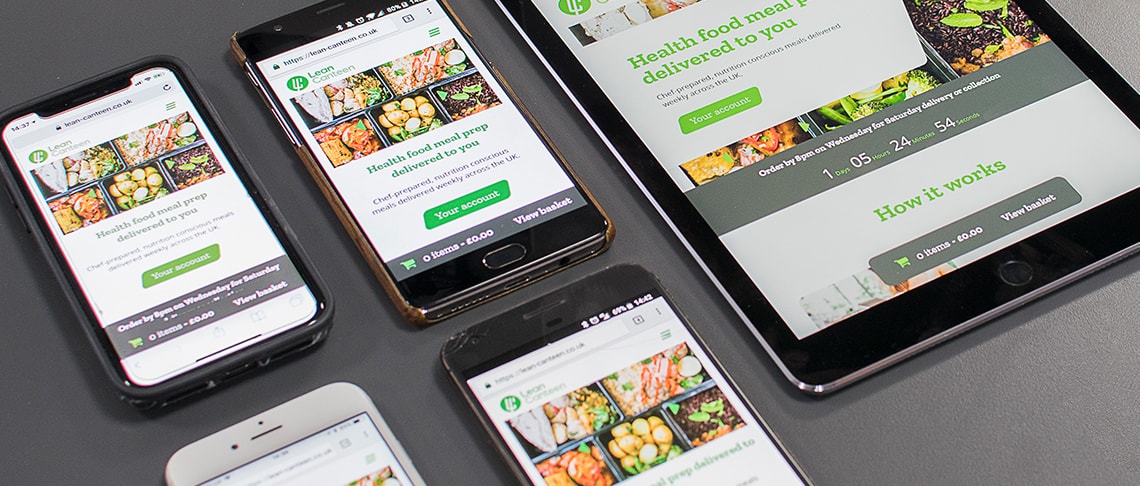 14:37
lean-canteen.co.uk
Lean
Canteen
Health food meal prep
delivered to you
Chef-prepared, nutrition conscious meals
delivered weekly across the UK.
Your account
Order by 8pm on Wednesday for Saturday
0 items - £0.00
View basket
https://lean-canteen.co.uk
Lean
Canteen
Health food meal prep
delivered to you
Chef-prepared, nutrition conscious
meals delivered weekly across the UK.
Your account
0 items - £0.00
View basket
Health food meal prep
delivered to you
Chef-prepared, nutrition conscious meals delivered
weekly across the UK.
Your account
Order by 8pm on Wednesday for Saturday delivery or collection
1 Days 05 Hours 24 Minutes 54 Seconds
How it works
0 items - £0.00
View basket
lean-canteen.co.uk
69% 14:42
https://lean-canteen.co.uk
Lean
Canteen
food meal prep delivered to